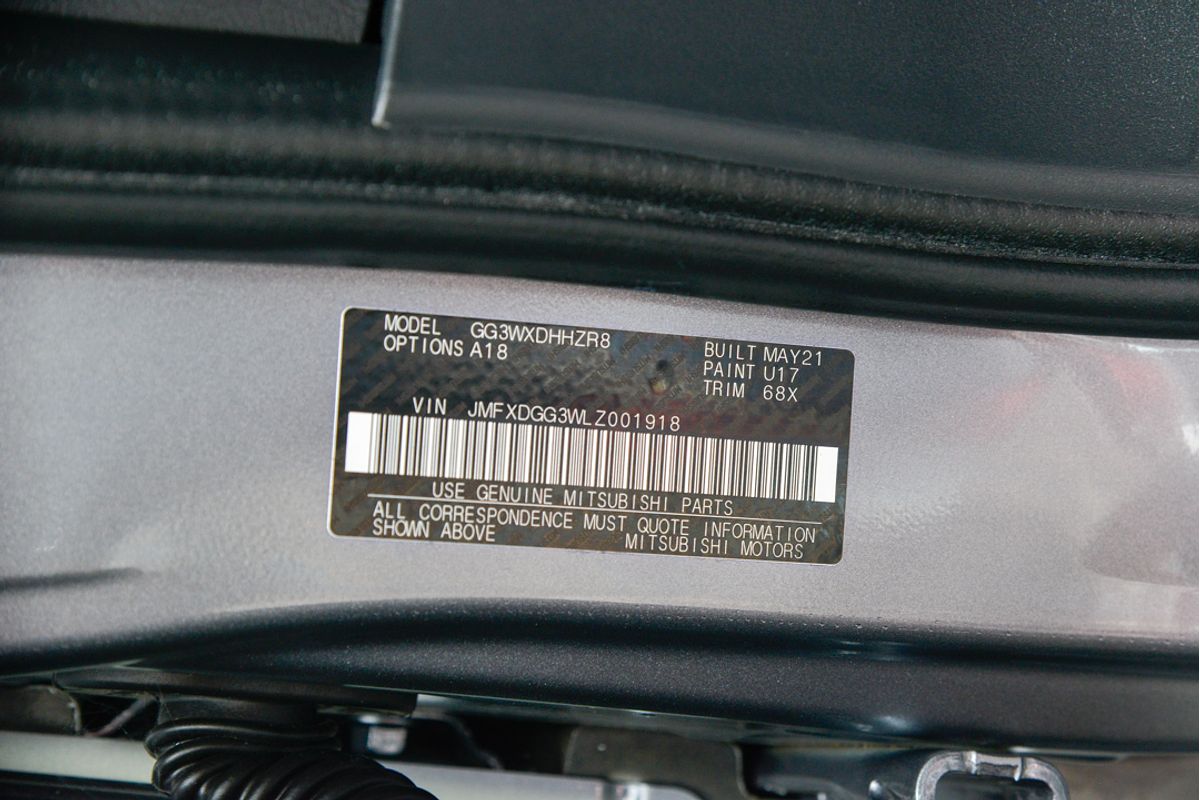 MODEL GG3WXDHHZR8
OPTIONS A18
BUILT MAY21
PAINT U17
TRIM 68X
VIN JMFXDGG3WLZ001918
USE GENUINE MITSUBISHI PARTS
ALL CORRESPONDENCE MUST QUOTE INFORMATION
SHOWN ABOVE MITSUBISHI MOTORS